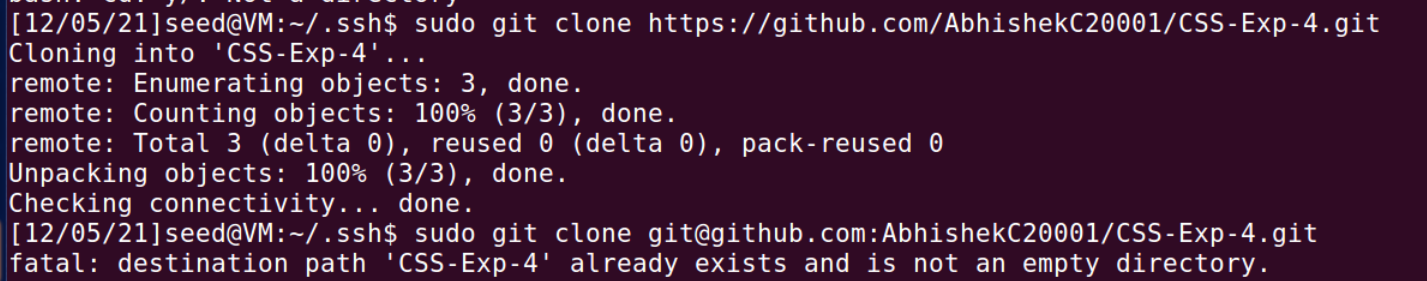 [12/05/21]seed@VM:~/.ssh$ sudo git clone https://github.com/AbhishekC20001/CSS-Exp-4.git
Cloning into 'CSS-Exp-4'...
remote: Enumerating objects: 3, done.
remote: Counting objects: 100% (3/3), done.
remote: Total 3 (delta 0), reused 0 (delta 0), pack-reused 0
Unpacking objects: 100% (3/3), done.
Checking connectivity... done.
[12/05/21]seed@VM:~/.ssh$ sudo git clone git@github.com:AbhishekC20001/CSS-Exp-4.git
fatal: destination path 'CSS-Exp-4' already exists and is not an empty directory.